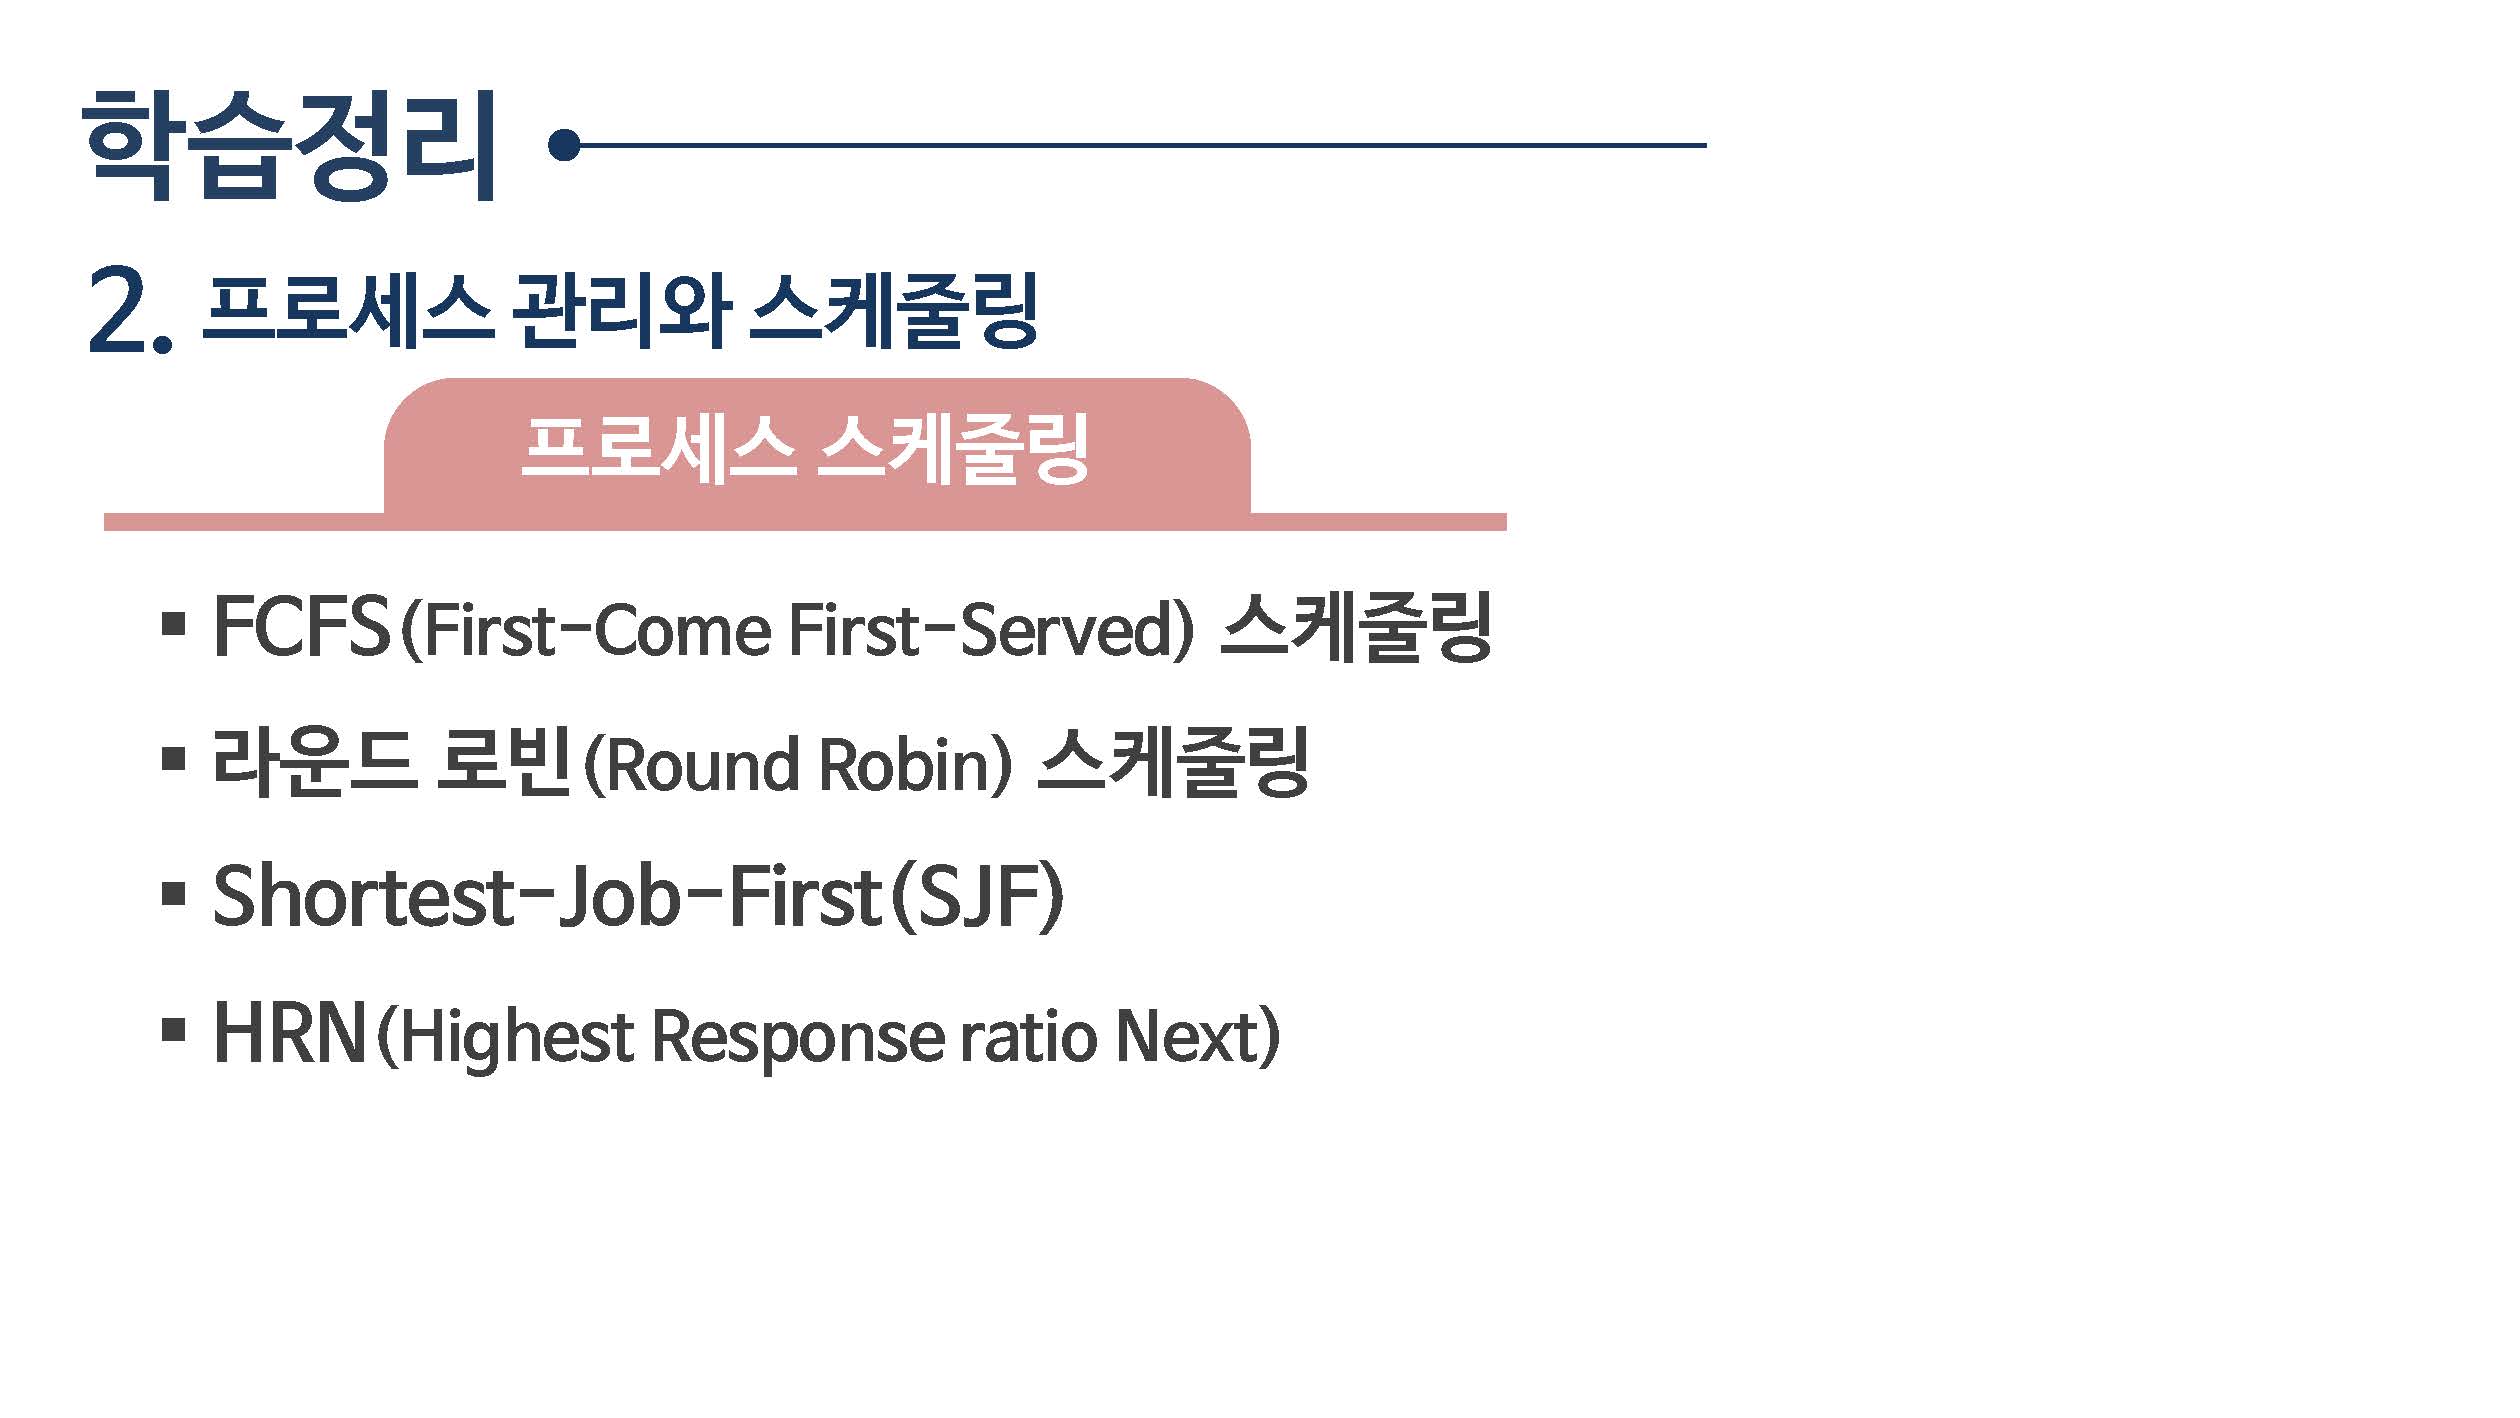 학습정리
2. 프로세스 관리와 스케줄링
프로세스 스케줄링
▪ FCFS(First-Come First-Served) 스케줄링
▪ 라운드 로빈(Round Robin) 스케줄링
▪ Shortest-Job-First(SJF)
▪ HRN(Highest Response ratio Next)